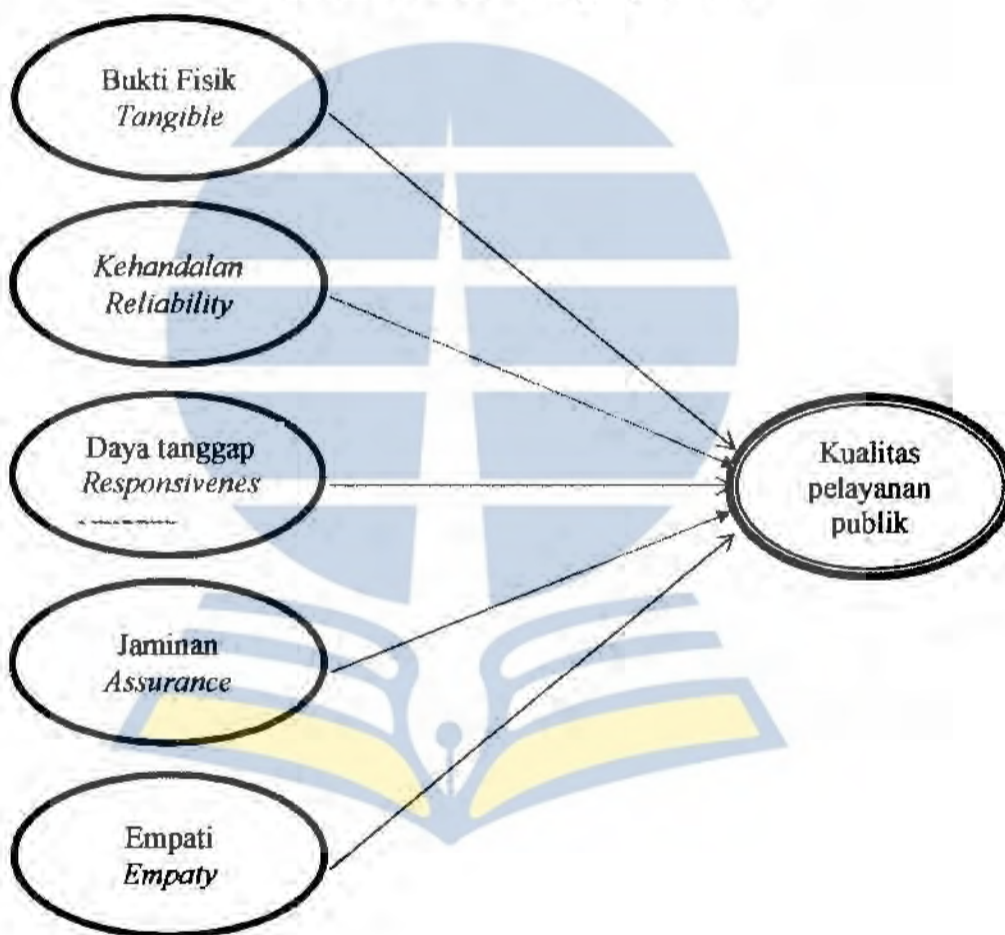 Bukti Fisik
Tangible
Kehandalan
Reliability
Daya tanggap
Responsivenes
Kualitas
pelayanan
publik
Jaminan
Assurance
Empati
Empaty